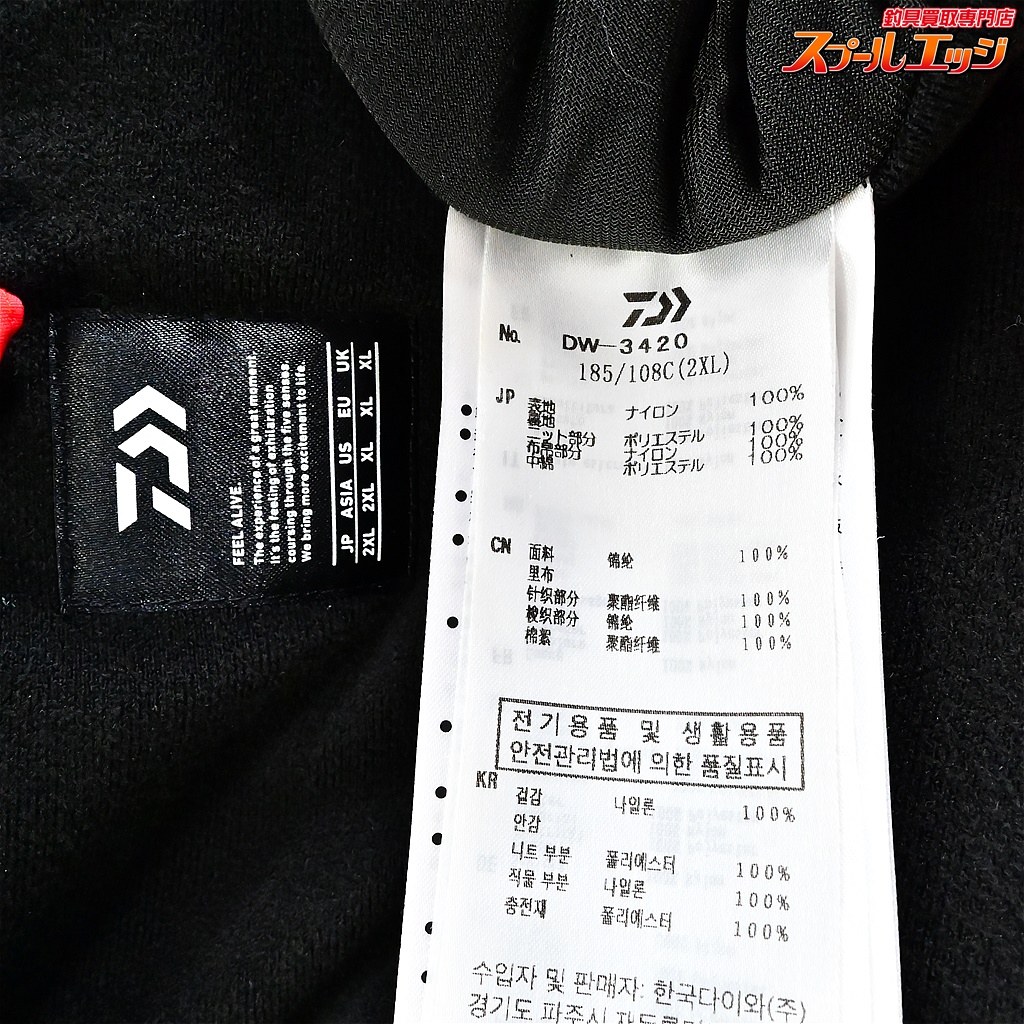 釣具買取専門店
スプールエッジ
FEEL ALIVE.
The experience of a great moment.
It's the feeling of exhilaration
coursing through the five senses.
We bring more excitement to life.
JP ASIA US EU UK
2XL 2XL XL XL XL
No. DW-3420
185/108C(2XL)
JP
表地 ナイロン 100%
裏地
ニット部分 ポリエステル 100%
布帛部分 ナイロン 100%
中綿 ポリエステル 100%
CN
面料 锦纶 100%
里布
针织部分 聚酯纤维 100%
梭织部分 锦纶 100%
棉絮 聚酯纤维 100%
전기용품 및 생활용품
안전관리법에 의한 품질표시
KR
겉감 나일론 100%
안감
니트 부분 폴리에스터 100%
직물 부분 나일론 100%
충전재 폴리에스터 100%
수입자 및 판매자: 한국다이와(주)
경기도 파주시